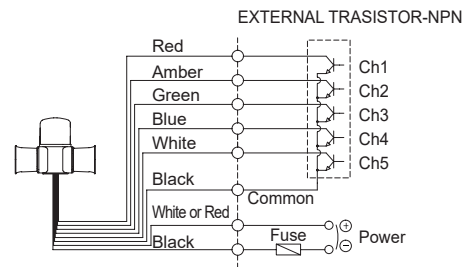 EXTERNAL TRASISTOR-NPN
Red
Ch1
Amber
Ch2
Green
Ch3
Blue
Ch4
White
Ch5
Black
Common
White or Red
⊕
Fuse
Power
Black
⊖